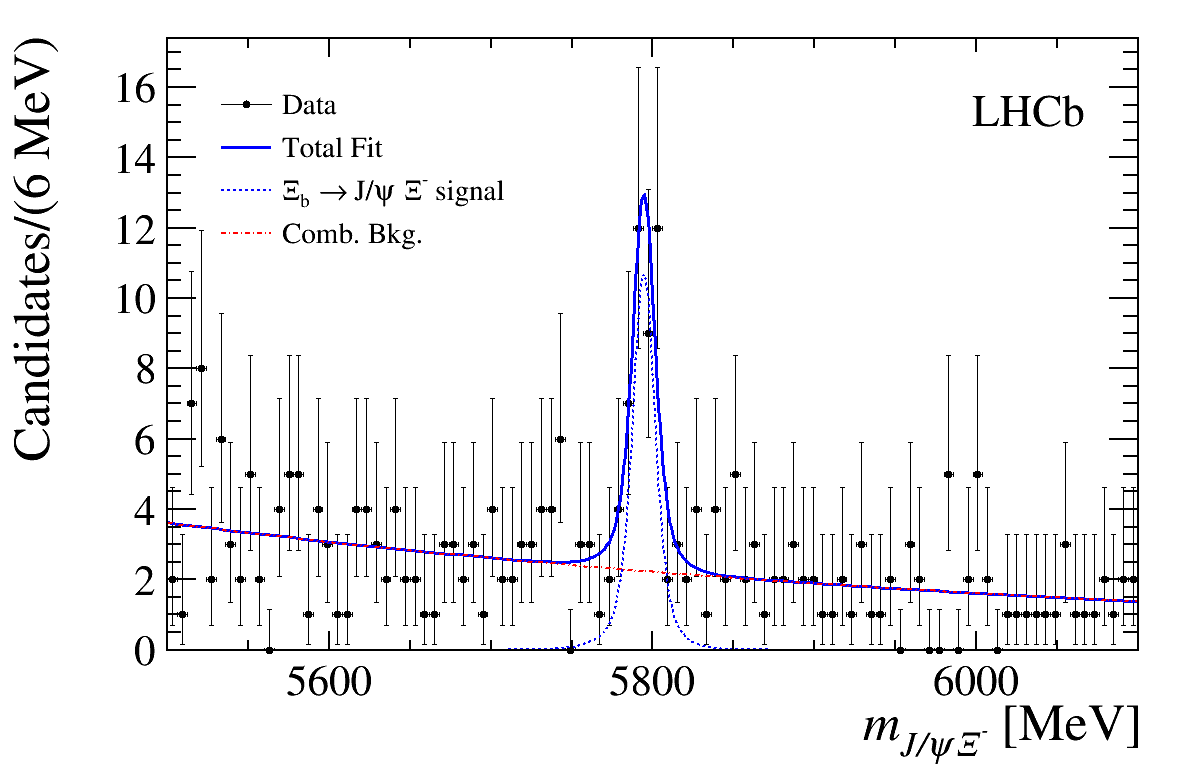 Candidates/(6 MeV)
16
14
12
10
8
6
4
2
0
LHCb
Data
Total Fit
Ξb → J/ψ Ξ- signal
Comb. Bkg.
5600 5800 6000
mJ/ψΞ- [MeV]